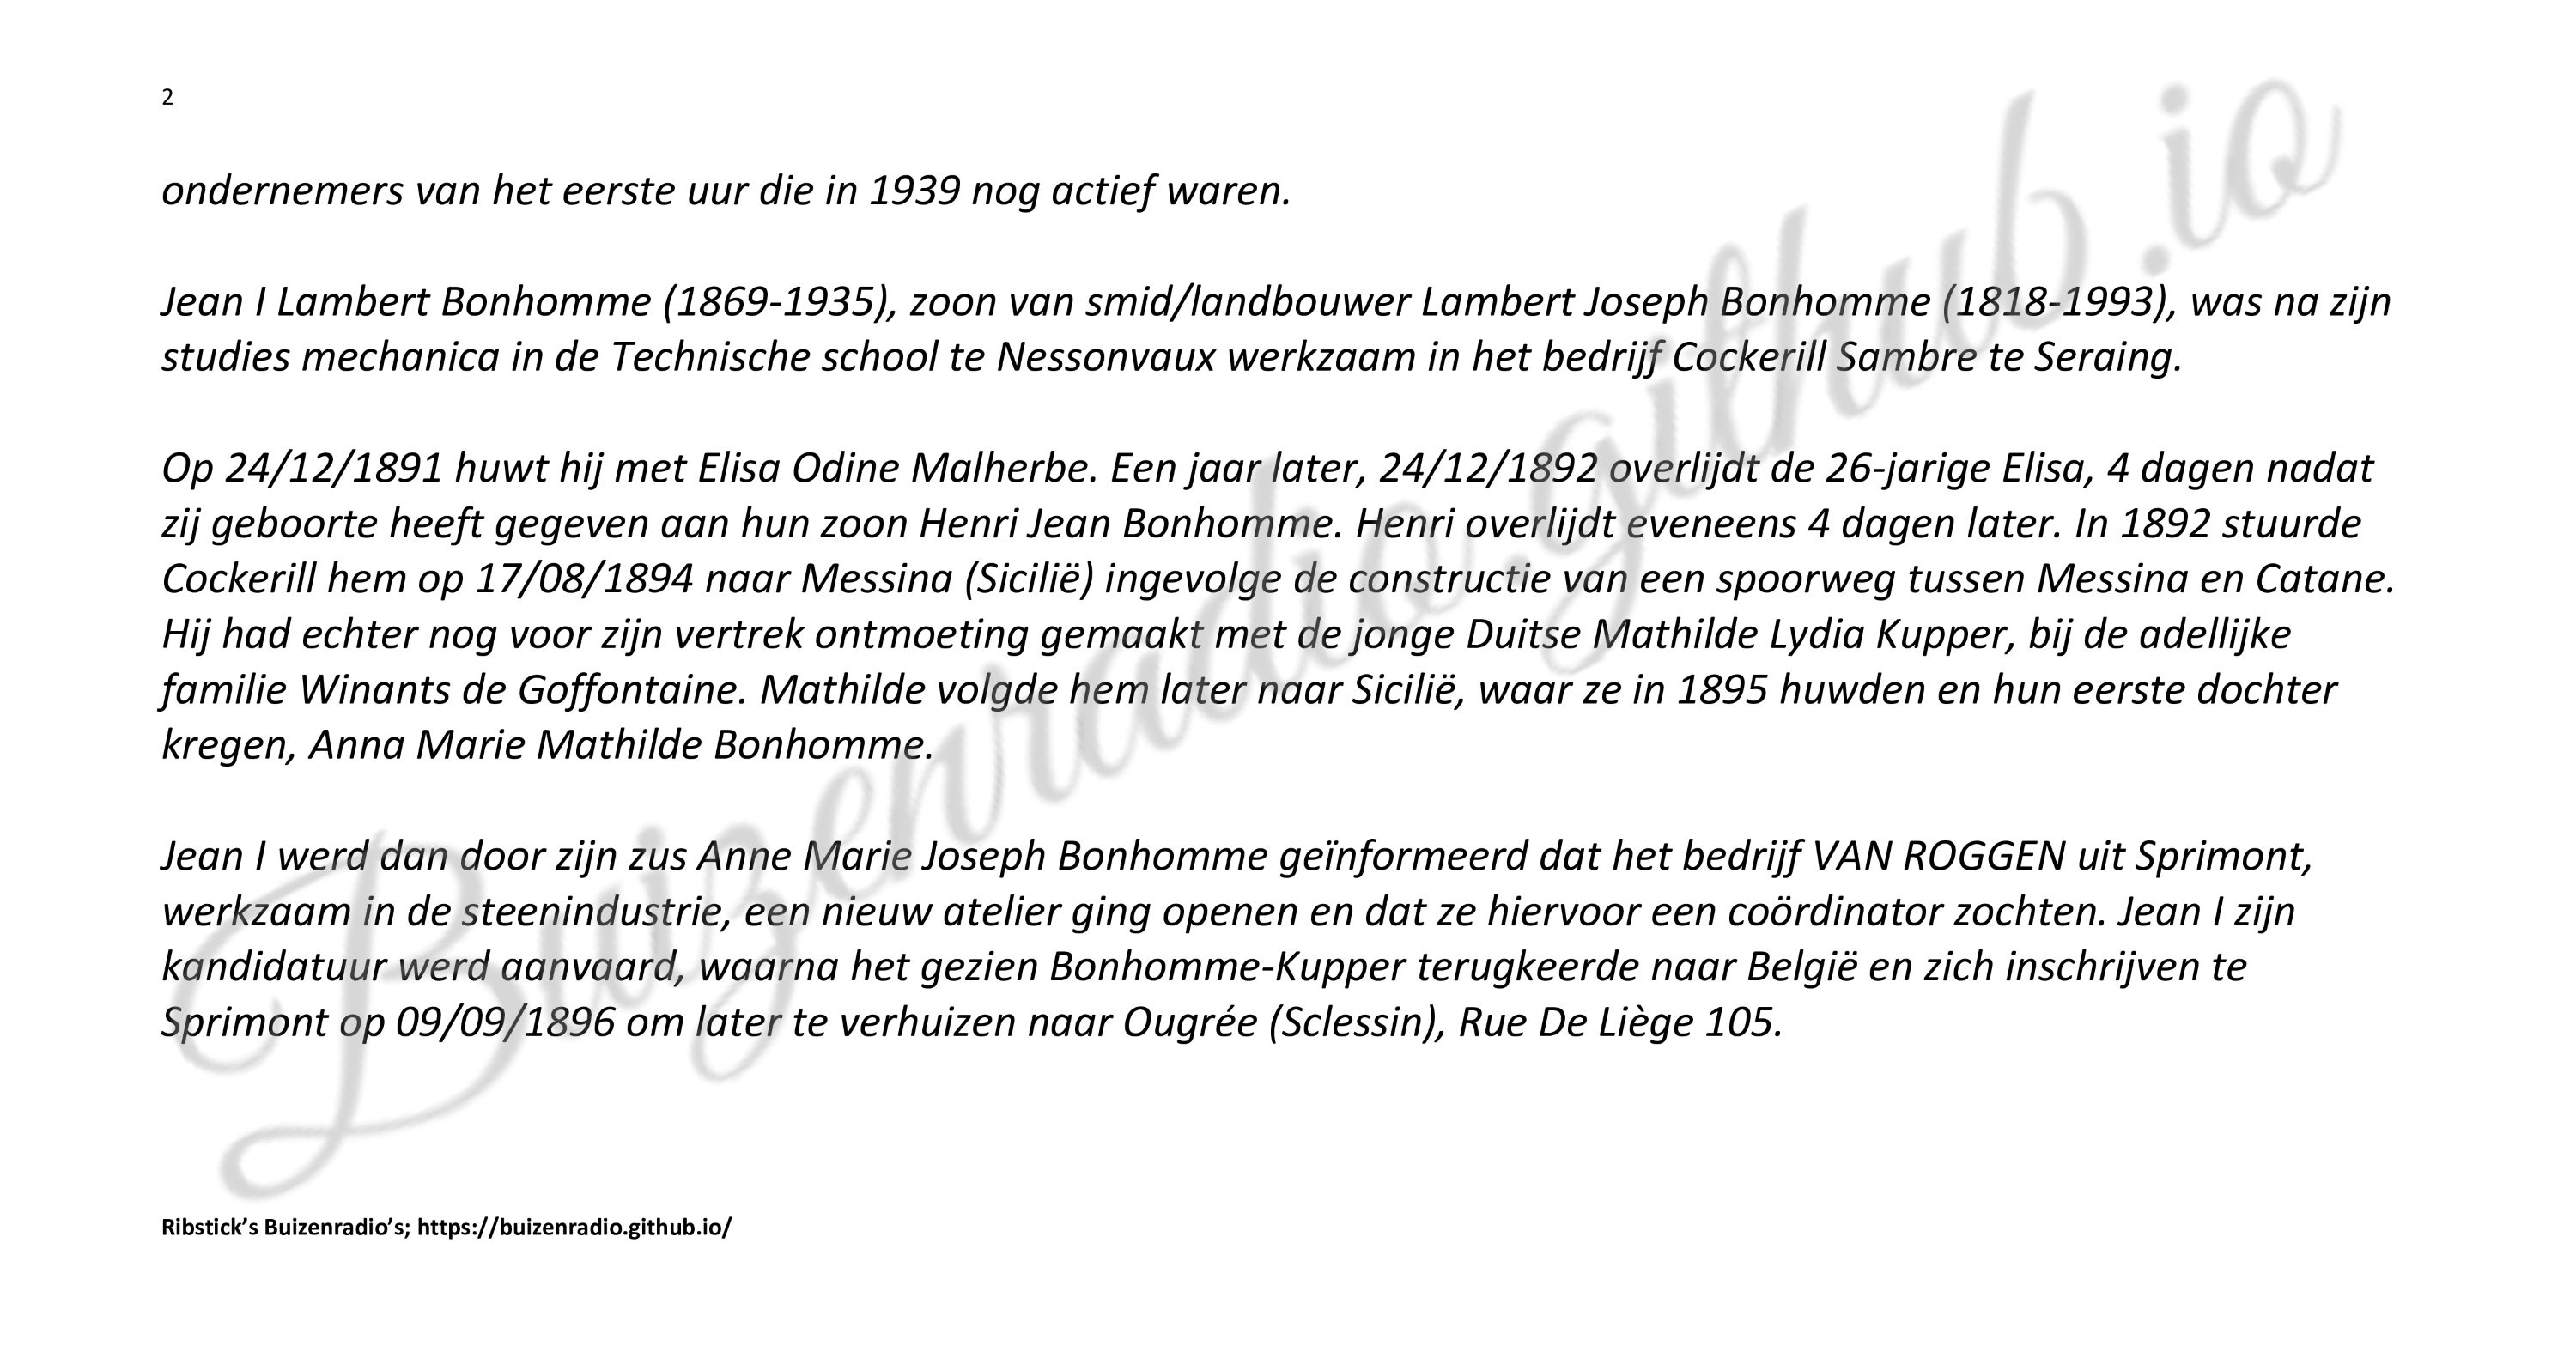 2
ondernemers van het eerste uur die in 1939 nog actief waren.
Jean I Lambert Bonhomme (1869-1935), zoon van smid/landbouwer Lambert Joseph Bonhomme (1818-1993), was na zijn
studies mechanica in de Technische school te Nessonvaux werkzaam in het bedrijf Cockerill Sambre te Seraing.
Op 24/12/1891 huwt hij met Elisa Odine Malherbe. Een jaar later, 24/12/1892 overlijdt de 26-jarige Elisa, 4 dagen nadat
zij geboorte heeft gegeven aan hun zoon Henri Jean Bonhomme. Henri overlijdt eveneens 4 dagen later. In 1892 stuurde
Cockerill hem op 17/08/1894 naar Messina (Sicilië) ingevolge de constructie van een spoorweg tussen Messina en Catane.
Hij had echter nog voor zijn vertrek ontmoeting gemaakt met de jonge Duitse Mathilde Lydia Kupper, bij de adellijke
familie Winants de Goffontaine. Mathilde volgde hem later naar Sicilië, waar ze in 1895 huwden en hun eerste dochter
kregen, Anna Marie Mathilde Bonhomme.
Jean I werd dan door zijn zus Anne Marie Joseph Bonhomme geïnformeerd dat het bedrijf VAN ROGGEN uit Sprimont,
werkzaam in de steenindustrie, een nieuw atelier ging openen en dat ze hiervoor een coördinator zochten. Jean I zijn
kandidatuur werd aanvaard, waarna het gezien Bonhomme-Kupper terugkeerde naar België en zich inschrijven te
Sprimont op 09/09/1896 om later te verhuizen naar Ougrée (Sclessin), Rue De Liège 105.
Ribstick’s Buizenradio’s; https://buizenradio.github.io/
Buizenradio.github.io